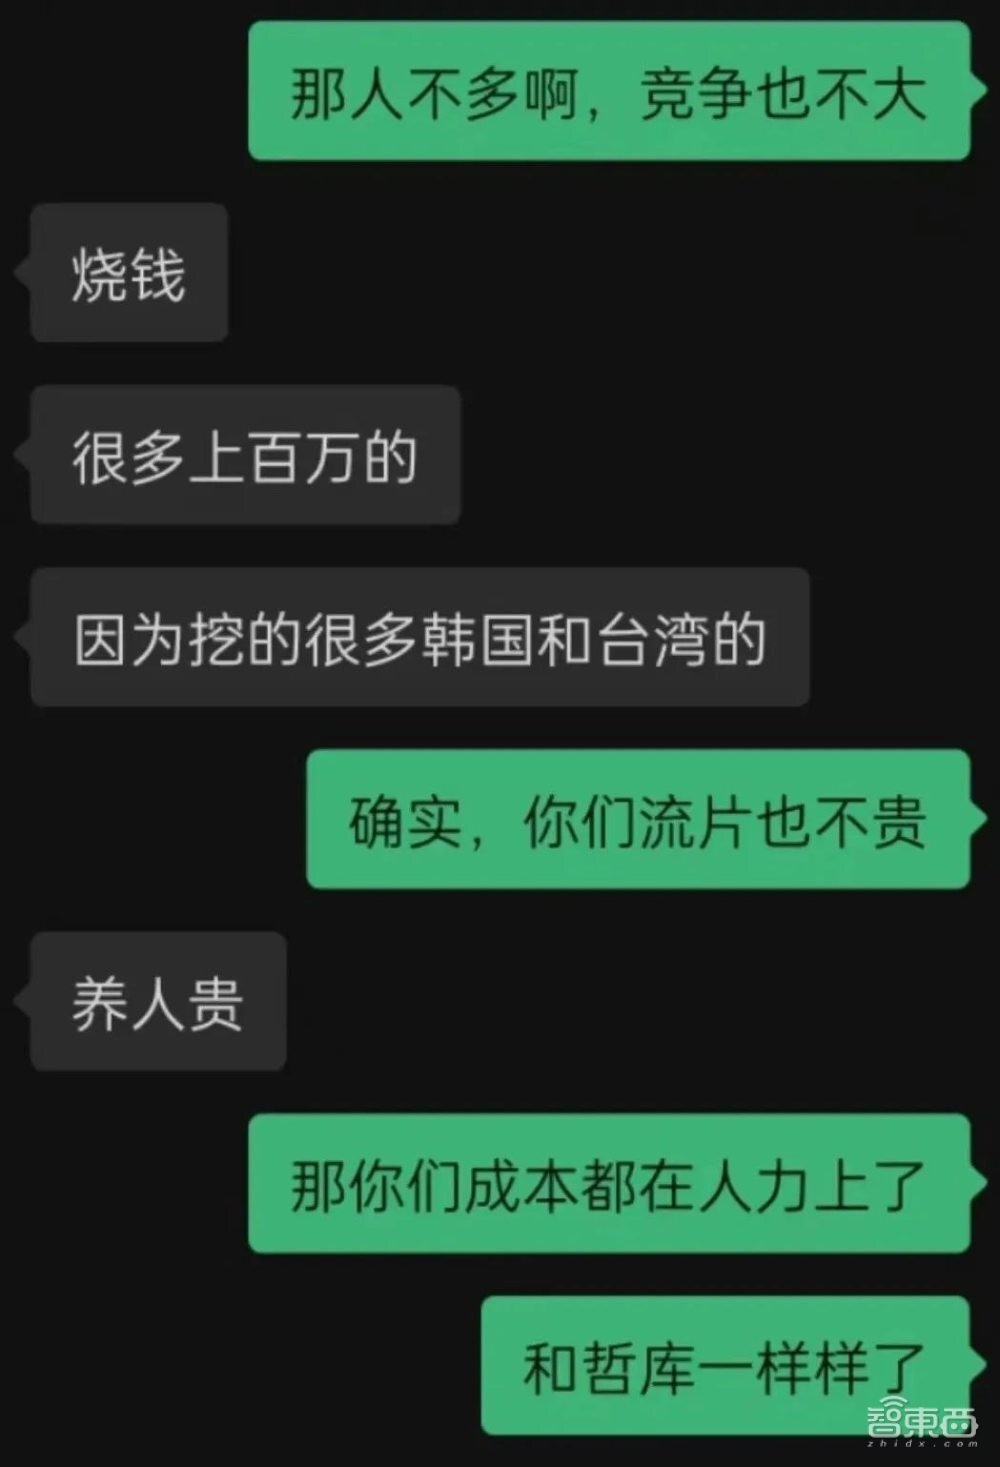 那人不多啊，竞争也不大
烧钱
很多上百万的
因为挖的很多韩国和台湾的
确实，你们流片也不贵
养人贵
那你们成本都在人力上了
和哲库一样样了
智東西
zhidx.com